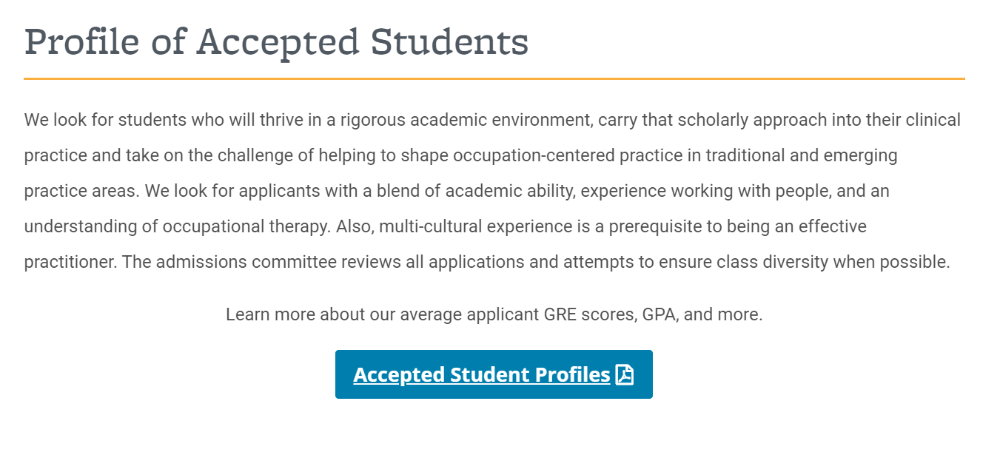 Profile of Accepted Students
We look for students who will thrive in a rigorous academic environment, carry that scholarly approach into their clinical
practice and take on the challenge of helping to shape occupation-centered practice in traditional and emerging
practice areas. We look for applicants with a blend of academic ability, experience working with people, and an
understanding of occupational therapy. Also, multi-cultural experience is a prerequisite to being an effective
practitioner. The admissions committee reviews all applications and attempts to ensure class diversity when possible.
Learn more about our average applicant GRE scores, GPA, and more.
Accepted Student Profiles